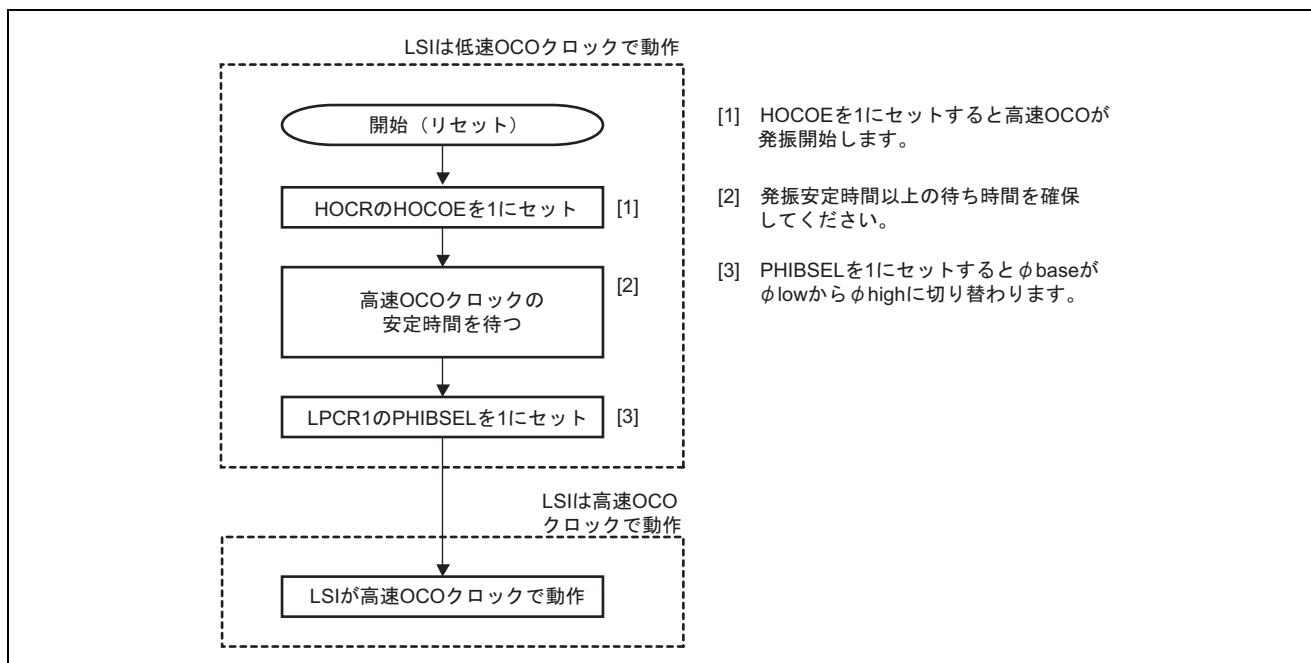 LSIは低速OCOクロックで動作
開始（リセット）
HOCRのHOCOEを1にセット
[1]
高速OCOクロックの
安定時間を待つ
[2]
LPCR1のPHIBSELを1にセット
[3]
LSIは高速OCO
クロックで動作
LSIが高速OCOクロックで動作
[1] HOCOEを1にセットすると高速OCOが
発振開始します。
[2] 発振安定時間以上の待ち時間を確保
してください。
[3] PHIBSELを1にセットするとφbaseが
φlowからφhighに切り替わります。